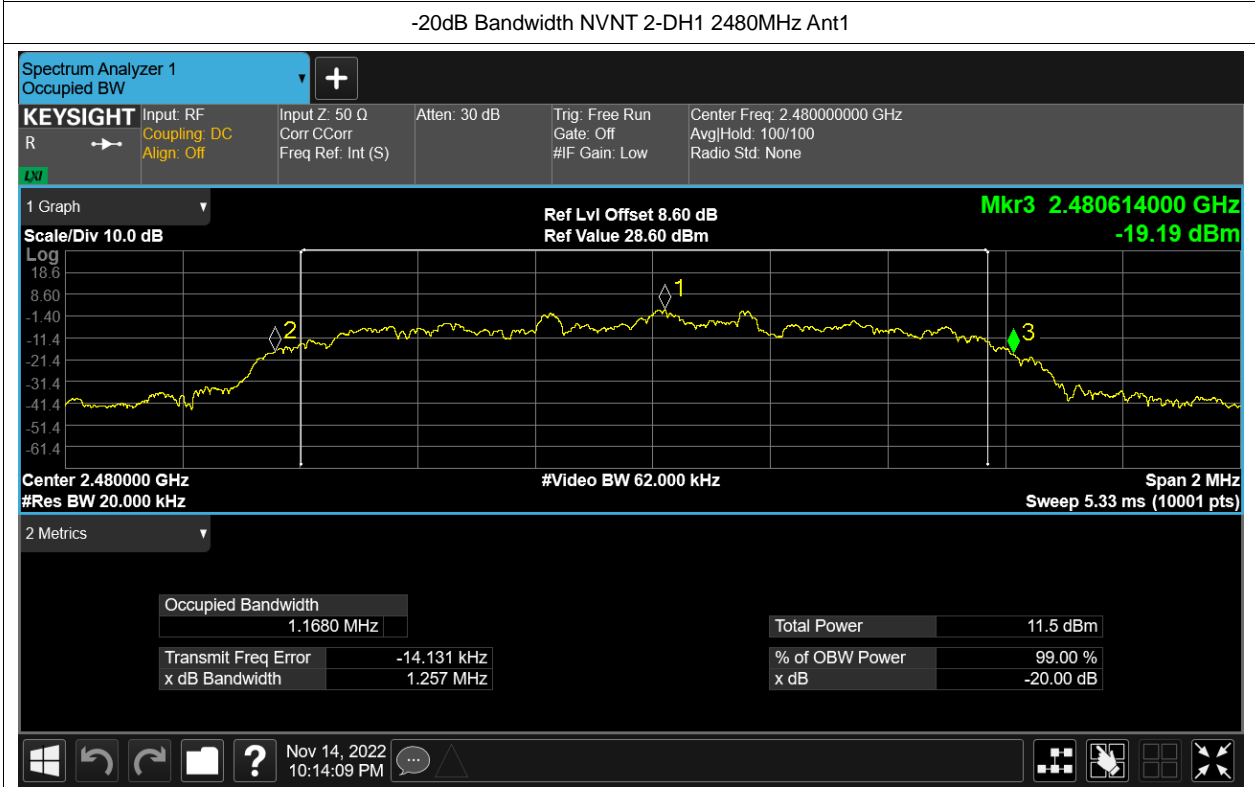 -20dB Bandwidth NVNT 2-DH1 2480MHz Ant1
Spectrum Analyzer 1
Occupied BW
KEYSIGHT
R
LXI
Input: RF
Coupling: DC
Align: Off
Input Z: 50 Ω
Corr CCorr
Freq Ref: Int (S)
Atten: 30 dB
Trig: Free Run
Gate: Off
#IF Gain: Low
Center Freq: 2.480000000 GHz
Avg|Hold: 100/100
Radio Std: None
1 Graph
Scale/Div 10.0 dB
Ref Lvl Offset 8.60 dB
Ref Value 28.60 dBm
Mkr3 2.480614000 GHz
-19.19 dBm
Log
18.6
8.60
-1.40
-11.4
-21.4
-31.4
-41.4
-51.4
-61.4
1
2
3
Center 2.480000 GHz
#Res BW 20.000 kHz
#Video BW 62.000 kHz
Span 2 MHz
Sweep 5.33 ms (10001 pts)
2 Metrics
Occupied Bandwidth
1.1680 MHz
Transmit Freq Error -14.131 kHz
x dB Bandwidth 1.257 MHz
Total Power 11.5 dBm
% of OBW Power 99.00 %
x dB -20.00 dB
?
Nov 14, 2022
10:14:09 PM